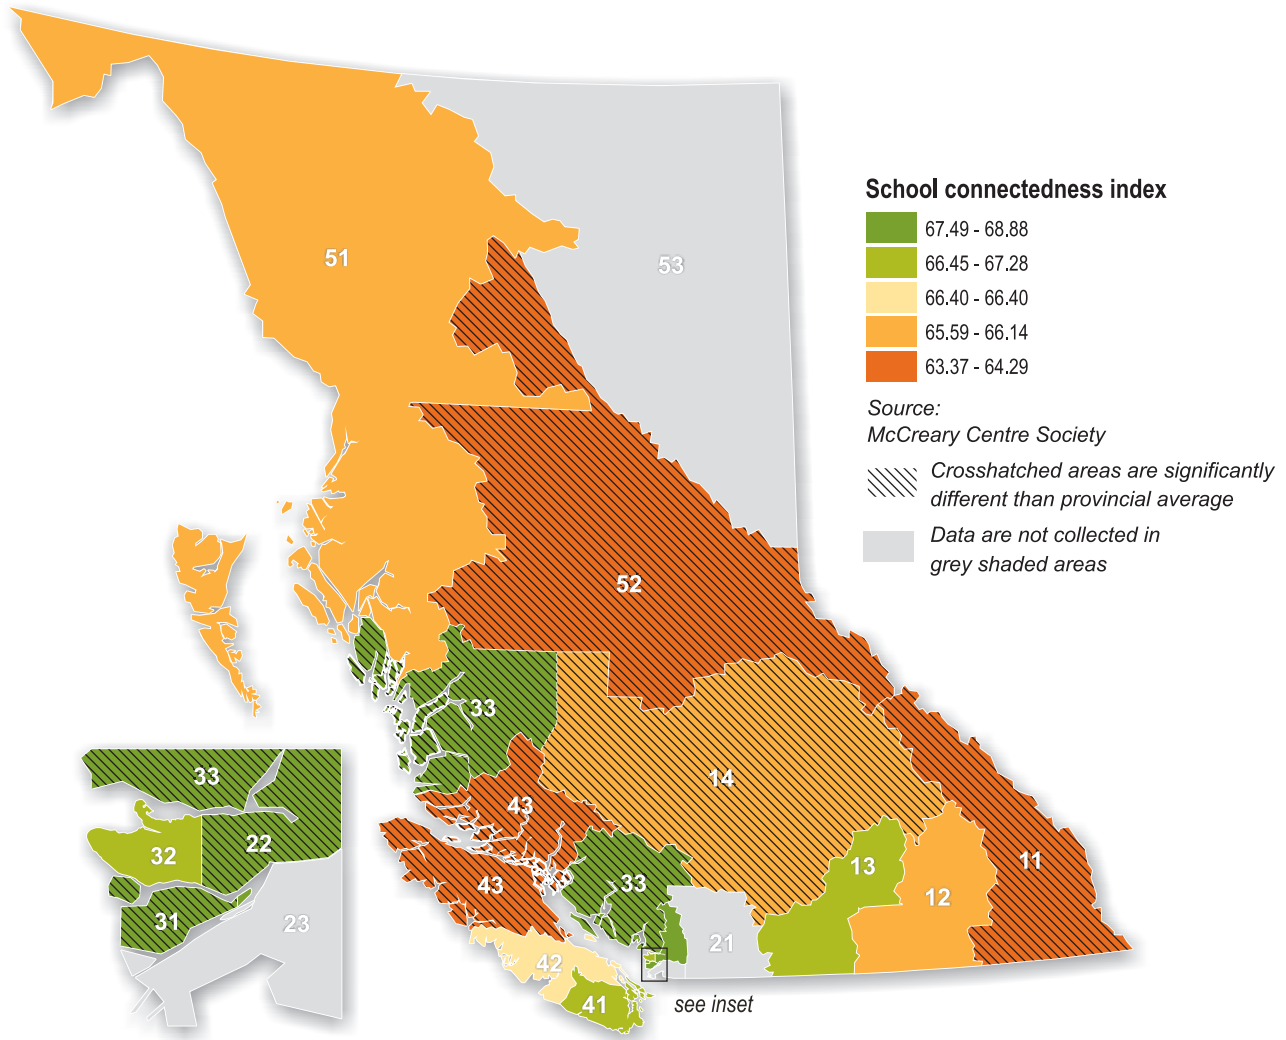 School connectedness index
67.49 - 68.88
66.45 - 67.28
66.40 - 66.40
65.59 - 66.14
63.37 - 64.29
Source:
McCreary Centre Society
Crosshatched areas are significantly
different than provincial average
Data are not collected in
grey shaded areas
51
53
52
33
14
43
43
33
13
12
11
21
42
41
see inset
33
32
22
31
23